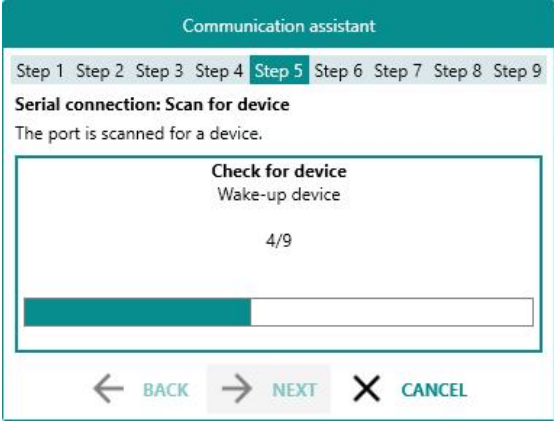 Communication assistant
Step 1 Step 2 Step 3 Step 4 Step 5 Step 6 Step 7 Step 8 Step 9
Serial connection: Scan for device
The port is scanned for a device.
Check for device
Wake-up device
4/9
BACK NEXT CANCEL